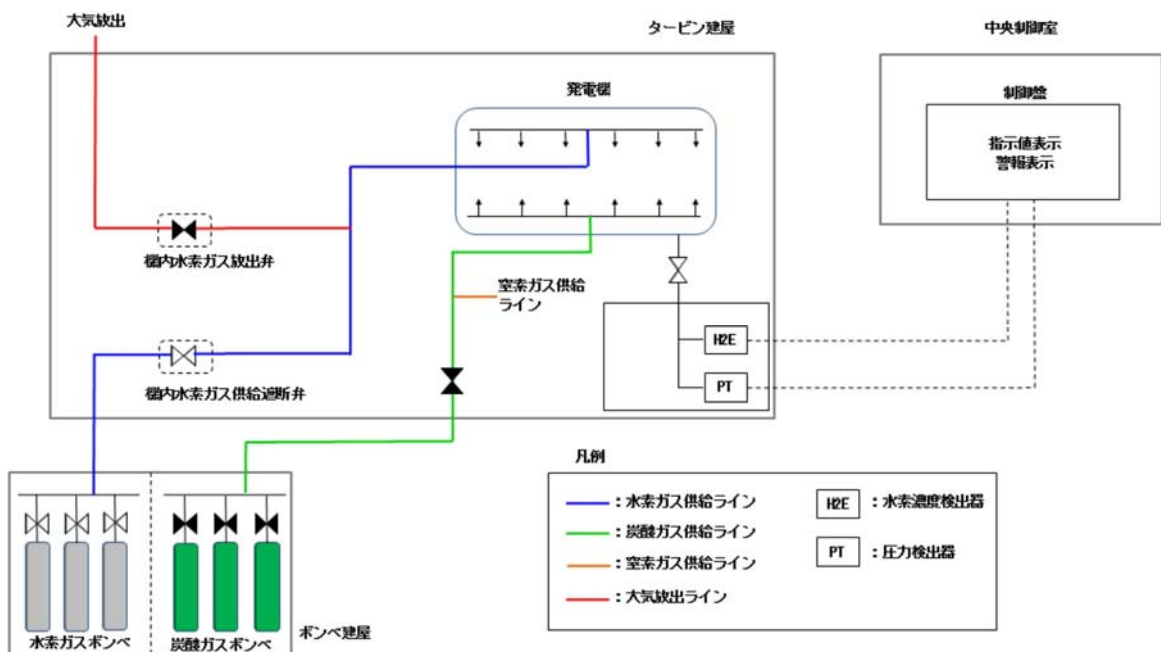 大気放出
タービン建屋
中央制御室
発電機
制御盤
指示値表示
警報表示
機内水素ガス放出弁
窒素ガス供給
ライン
H2E
機内水素ガス供給遮断弁
PT
凡例
：水素ガス供給ライン
H2E
：水素濃度検出器
：炭酸ガス供給ライン
PT
：圧力検出器
：窒素ガス供給ライン
：大気放出ライン
水素ガスボンベ
炭酸ガスボンベ
ボンベ建屋